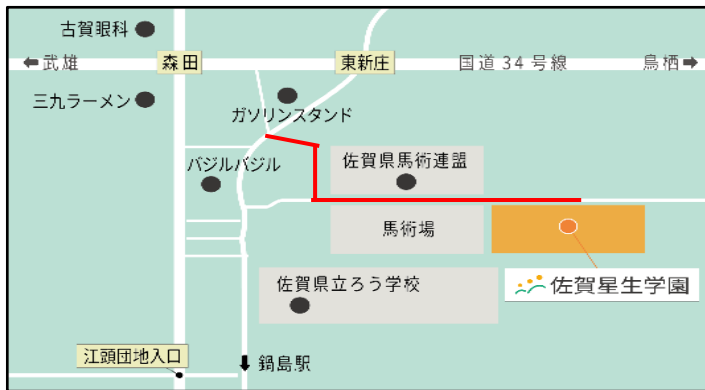 古賀眼科
武雄
森田
東新庄
国道34号線
鳥栖
三九ラーメン
ガソリンスタンド
バジルバジル
佐賀県馬術連盟
馬術場
佐賀県立ろう学校
佐賀星生学園
江頭団地入口
鍋島駅